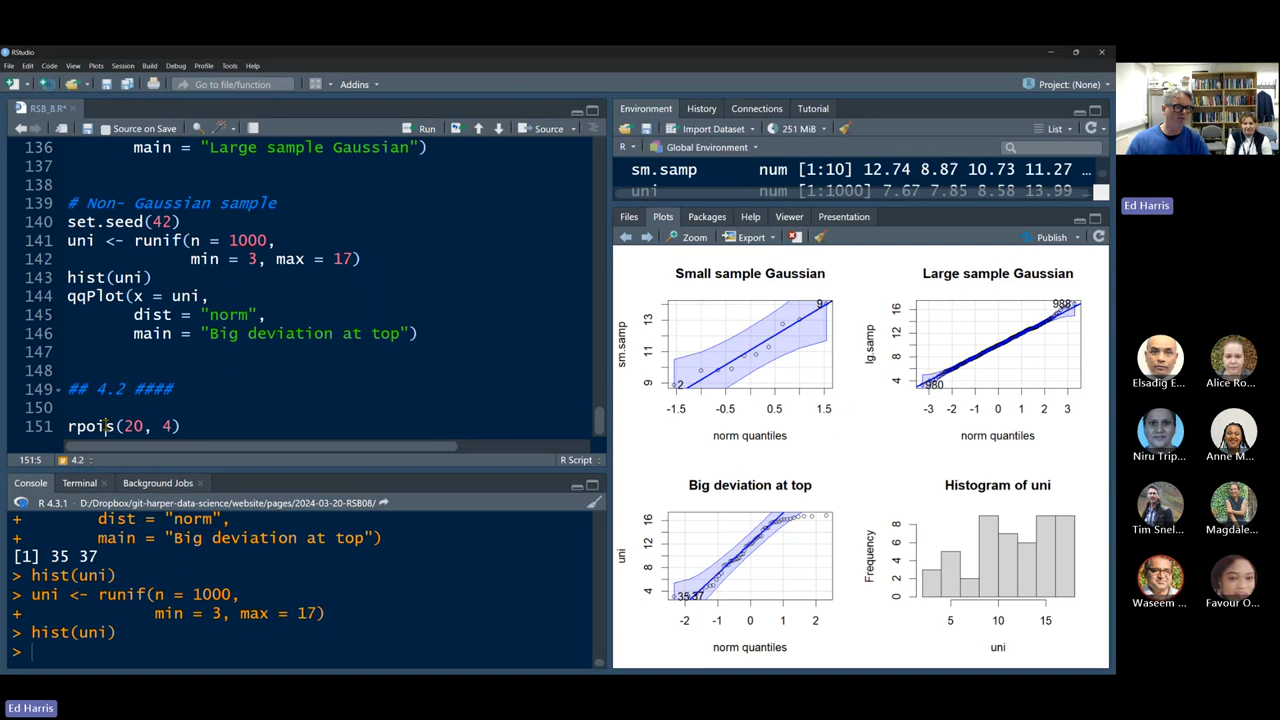 RStudio
File Edit Code View Plots Session Build Debug Profile Tools Help
Go to file/function
Addins
Project: (None)
RSB_8.R*
Source on Save
Run
Source
136 main = "Large sample Gaussian")
137
138
139 # Non- Gaussian sample
140 set.seed(42)
141 uni <- runif(n = 1000,
142 min = 3, max = 17)
143 hist(uni)
144 qqPlot(x = uni,
145 dist = "norm",
146 main = "Big deviation at top")
147
148
149 ## 4.2 ####
150
151 rpois(20, 4)
151:5 4.2
R Script
Console Terminal Background Jobs
R 4.3.1 · D:/Dropbox/git-harper-data-science/website/pages/2024-03-20-RSB08/
+ dist = "norm",
+ main = "Big deviation at top")
[1] 35 37
> hist(uni)
> uni <- runif(n = 1000,
+ min = 3, max = 17)
> hist(uni)
>
Environment History Connections Tutorial
Import Dataset 251 MiB List
R Global Environment
sm.samp num [1:10] 12.74 8.87 10.73 11.27 ...
uni num [1:1000] 7.67 7.85 8.58 13.99 ...
Files Plots Packages Help Viewer Presentation
Zoom Export Publish
Small sample Gaussian
sm.samp
13
11
9
9
2
-1.5 -0.5 0.5 1.5
norm quantiles
Large sample Gaussian
lg.samp
16
12
8
4
988
980
-3 -2 -1 0 1 2 3
norm quantiles
Big deviation at top
uni
16
12
8
4
35 37
-2 -1 0 1 2
norm quantiles
Histogram of uni
Frequency
8
6
4
2
0
5 10 15
uni
Ed Harris
Elsadig E...
Alice Ro...
Niru Trip...
Anne M...
Tim Snel...
Magdale...
Waseem ...
Favour O...
Ed Harris